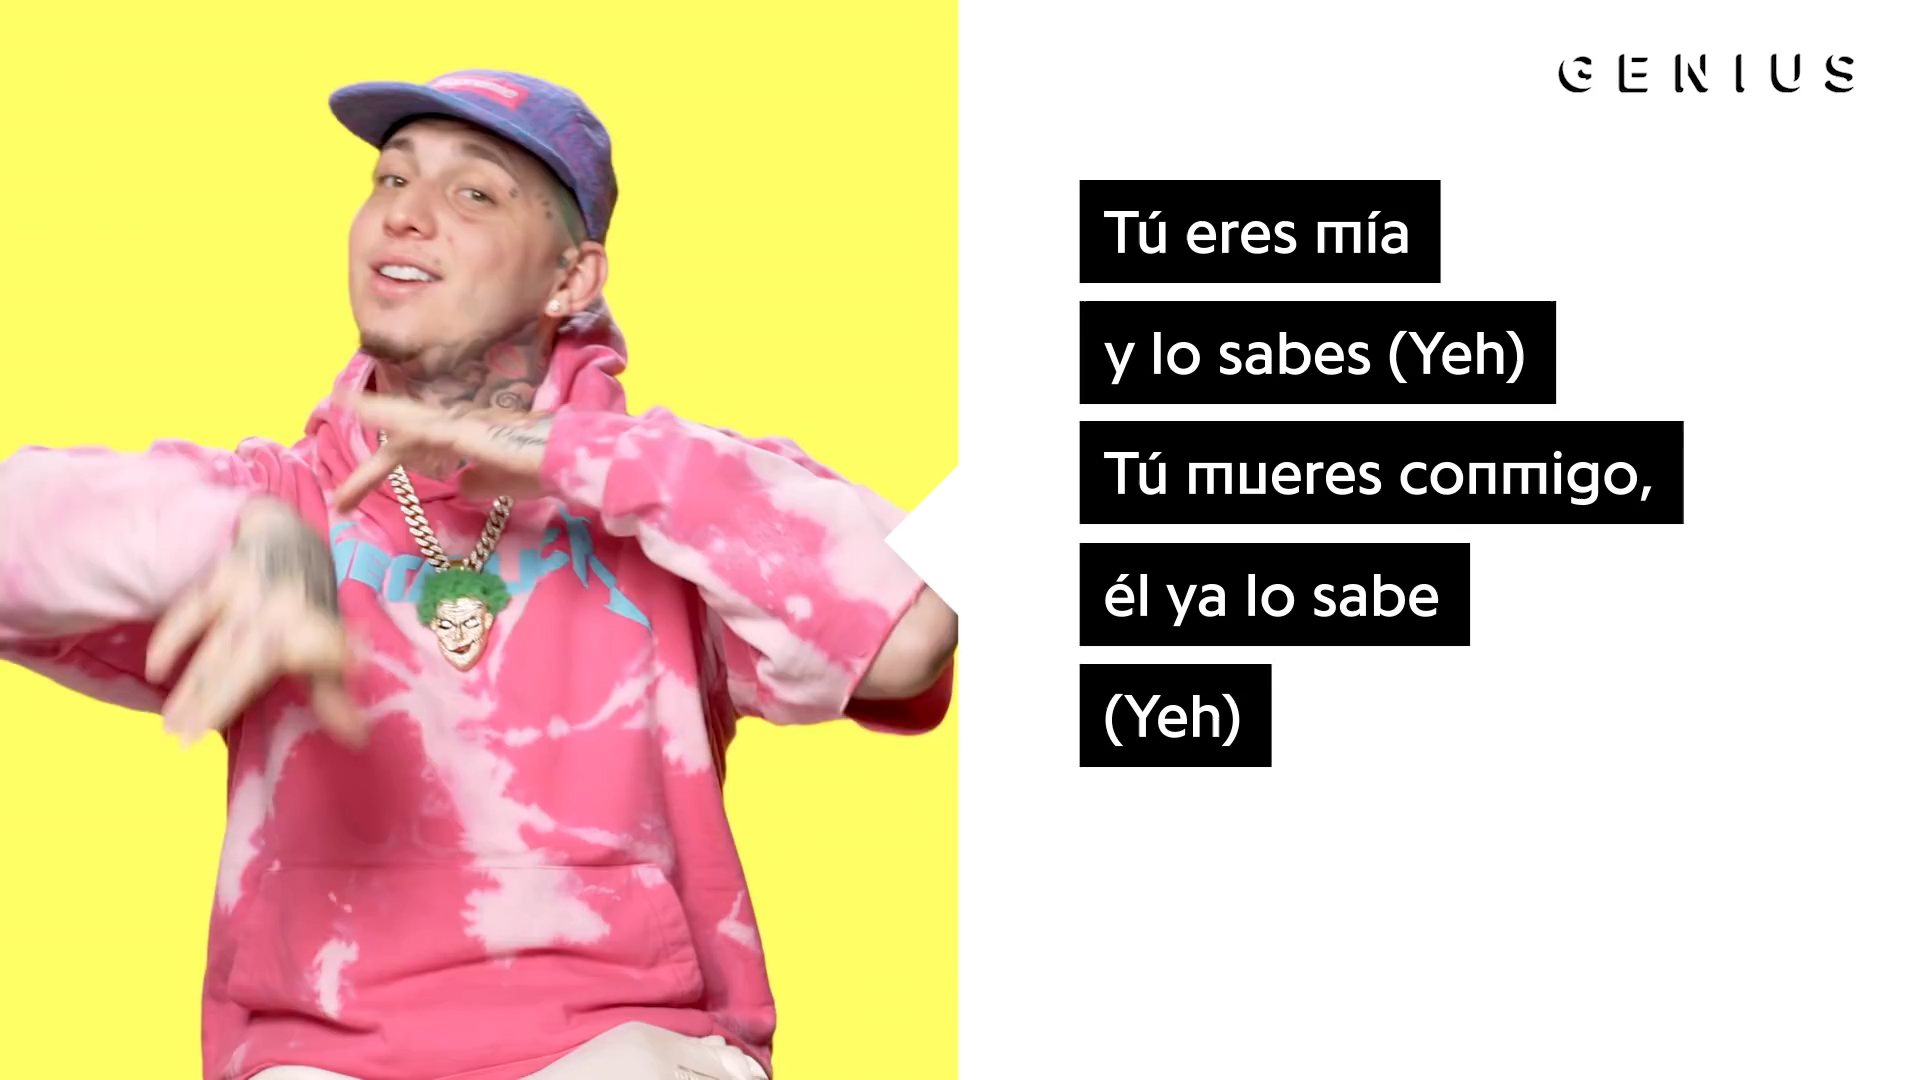 GENIUS
Tú eres mía
y lo sabes (Yeh)
Tú mueres conmigo,
él ya lo sabe
(Yeh)